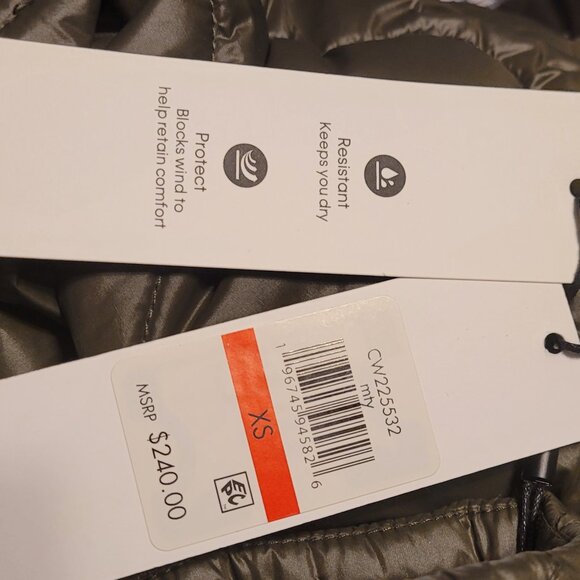 Resistant
Keeps you dry
Protect
Blocks wind to
help retain comfort
CW225532
mty
1 96745 94582 6
XS
MSRP $240.00